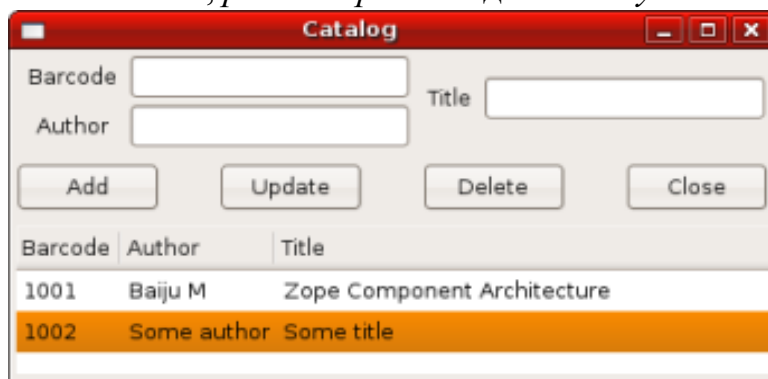 Catalog
Barcode
Title
Author
Add Update Delete Close
Barcode Author Title
1001 Baiju M Zope Component Architecture
1002 Some author Some title